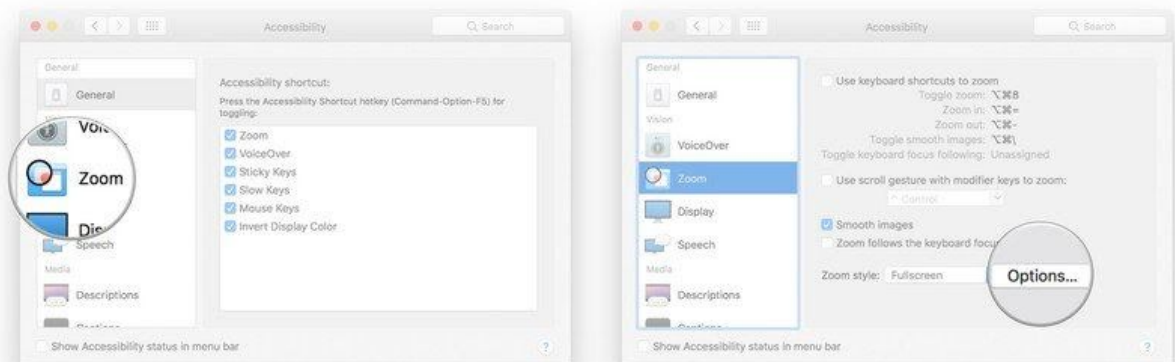 Accessibility
Search
General
General
Vision
VoiceOver
Zoom
Display
Speech
Media
Descriptions
Accessibility shortcut:
Press the Accessibility Shortcut hotkey (Command-Option-F5) for
toggling:
Zoom
VoiceOver
Sticky Keys
Slow Keys
Mouse Keys
Invert Display Color
Show Accessibility status in menu bar
?
Accessibility
Search
General
General
Vision
VoiceOver
Zoom
Display
Speech
Media
Descriptions
Captions
Use keyboard shortcuts to zoom
Toggle zoom: ⌥⌘8
Zoom in: ⌥⌘=
Zoom out: ⌥⌘-
Toggle smooth images: ⌥⌘\
Toggle keyboard focus following: Unassigned
Use scroll gesture with modifier keys to zoom:
^ Control
Smooth images
Zoom follows the keyboard focu
Zoom style: Fullscreen Options...
Show Accessibility status in menu bar
?